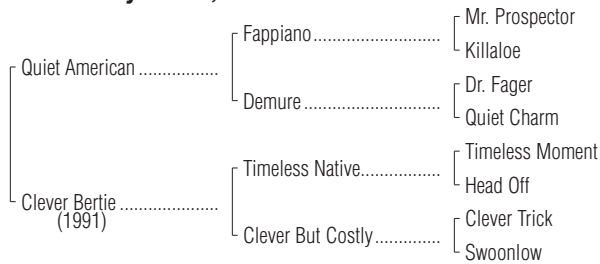 Mr. Prospector
Fappiano
Killaloe
Quiet American
Dr. Fager
Demure
Quiet Charm
Timeless Moment
Timeless Native
Head Off
Clever Bertie
(1991)
Clever Trick
Clever But Costly
Swoonlow